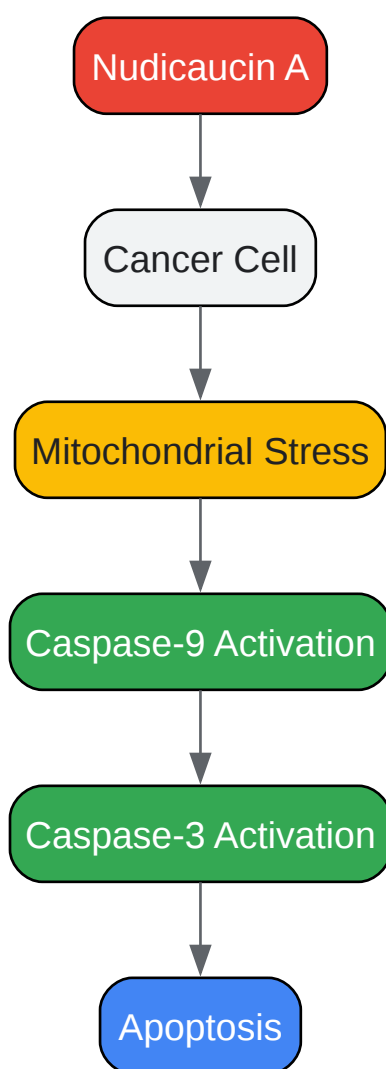 Nudicaucin A
Cancer Cell
Mitochondrial Stress
Caspase-9 Activation
Caspase-3 Activation
Apoptosis